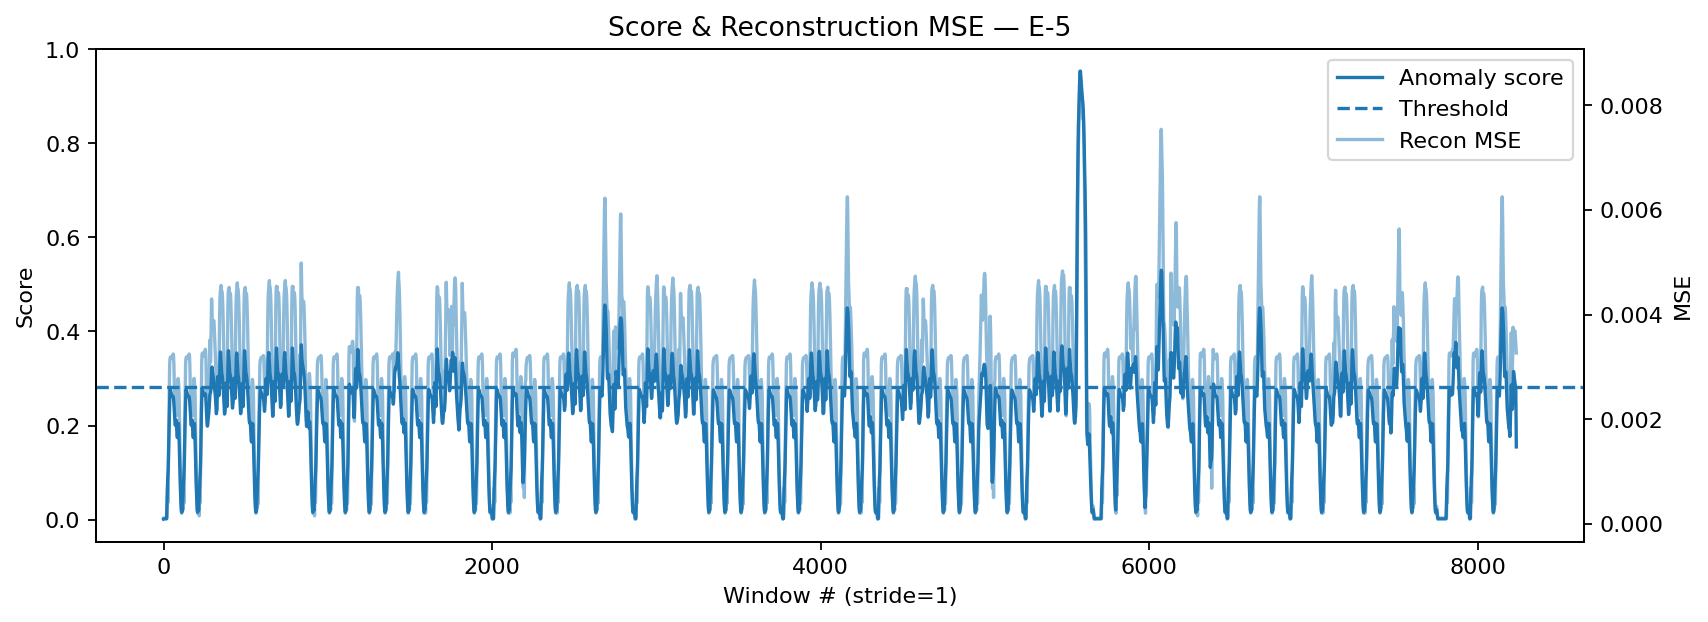 Score & Reconstruction MSE — E-5
Score
1.0
0.8
0.6
0.4
0.2
0.0
0
2000
4000
6000
8000
Window # (stride=1)
Anomaly score
Threshold
Recon MSE
0.008
0.006
0.004
0.002
0.000
MSE